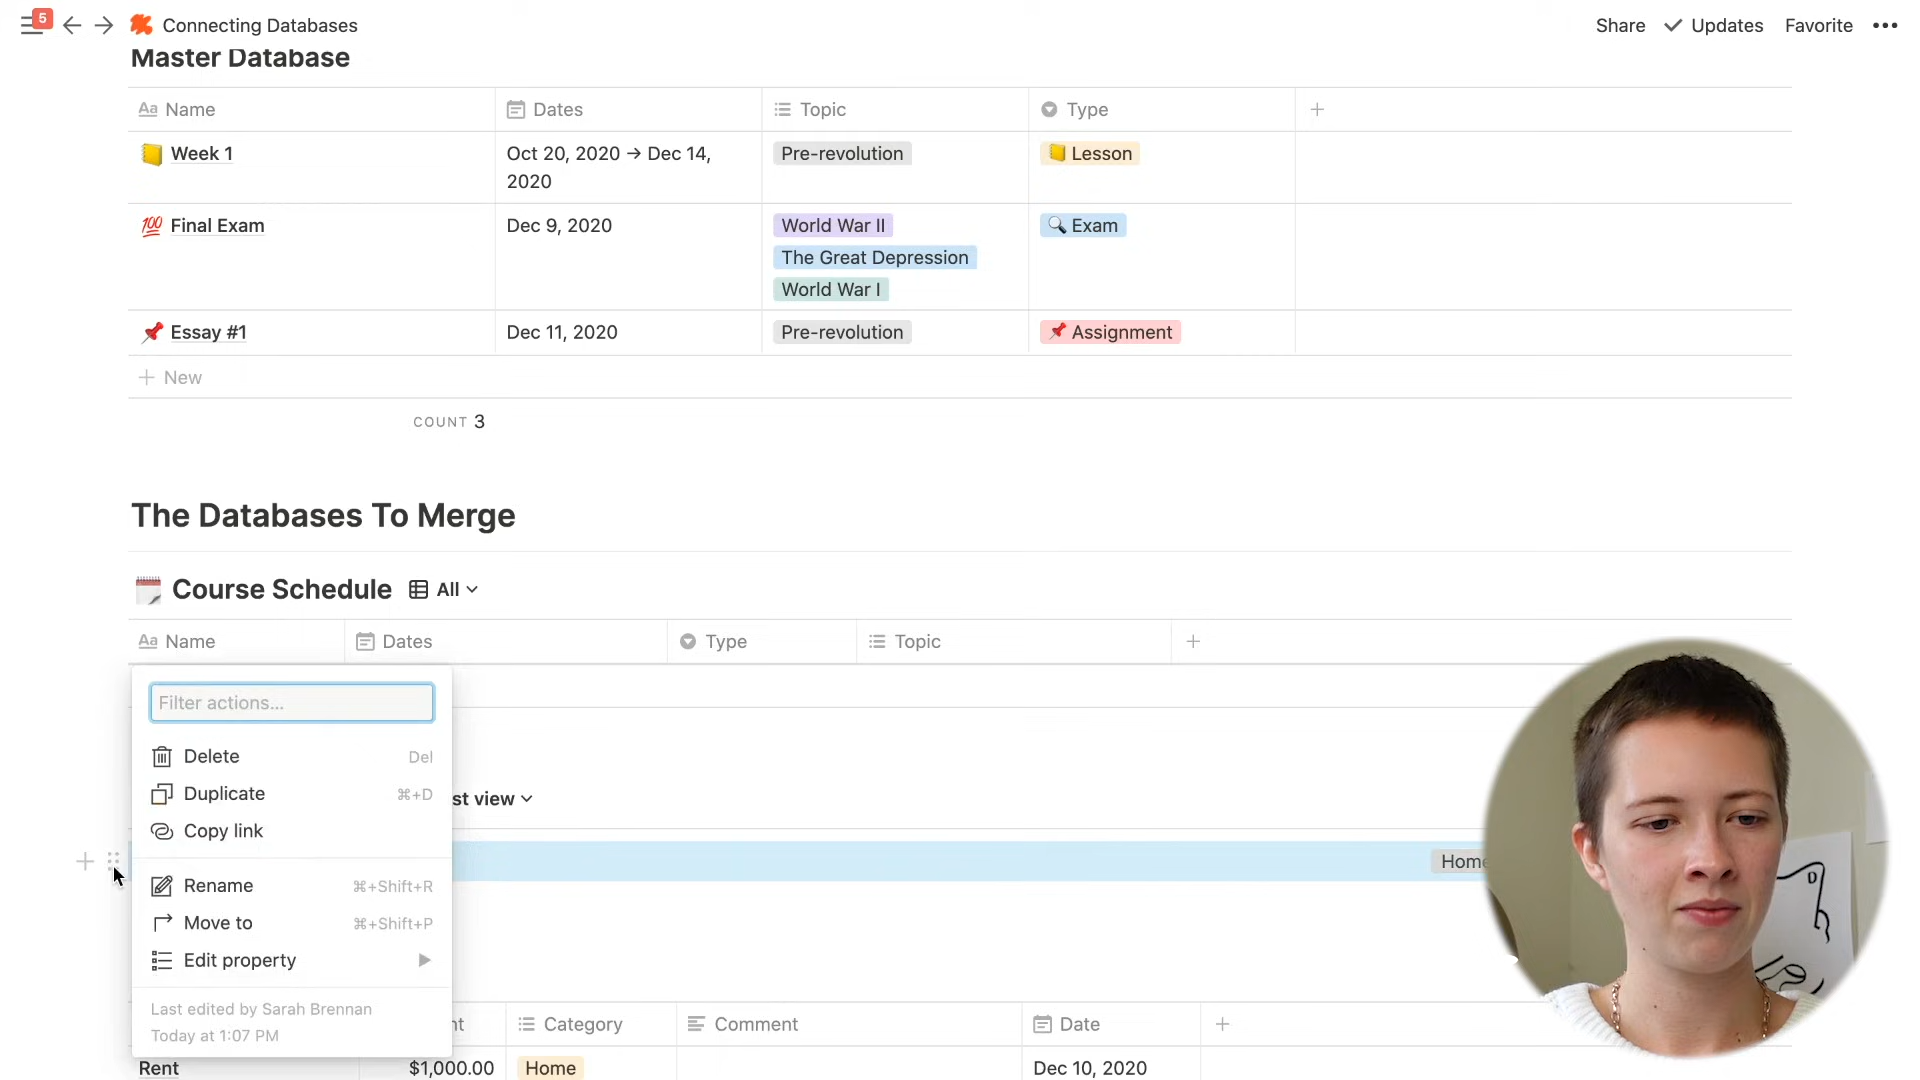 5
Connecting Databases
Share
Updates
Favorite
Master Database
Aa Name
Dates
Topic
Type
Week 1
Oct 20, 2020 → Dec 14,
2020
Pre-revolution
Lesson
100
Final Exam
Dec 9, 2020
World War II
The Great Depression
World War I
Exam
Essay #1
Dec 11, 2020
Pre-revolution
Assignment
+ New
COUNT 3
The Databases To Merge
Course Schedule
All
Aa Name
Dates
Type
Topic
Filter actions...
Delete
Del
Duplicate
⌘+D
st view
Copy link
Home
Rename
⌘+Shift+R
Move to
⌘+Shift+P
Edit property
Last edited by Sarah Brennan
Today at 1:07 PM
nt
Category
Comment
Date
Rent
$1,000.00
Home
Dec 10, 2020